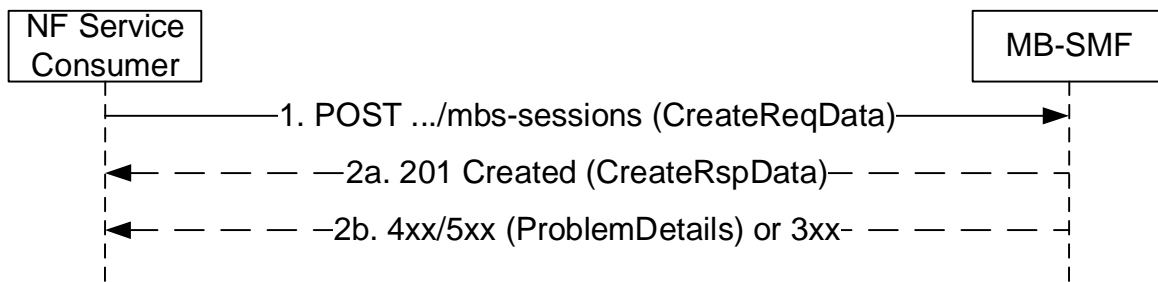 NF Service
Consumer
MB-SMF
1. POST .../mbs-sessions (CreateReqData)
2a. 201 Created (CreateRspData)
2b. 4xx/5xx (ProblemDetails) or 3xx